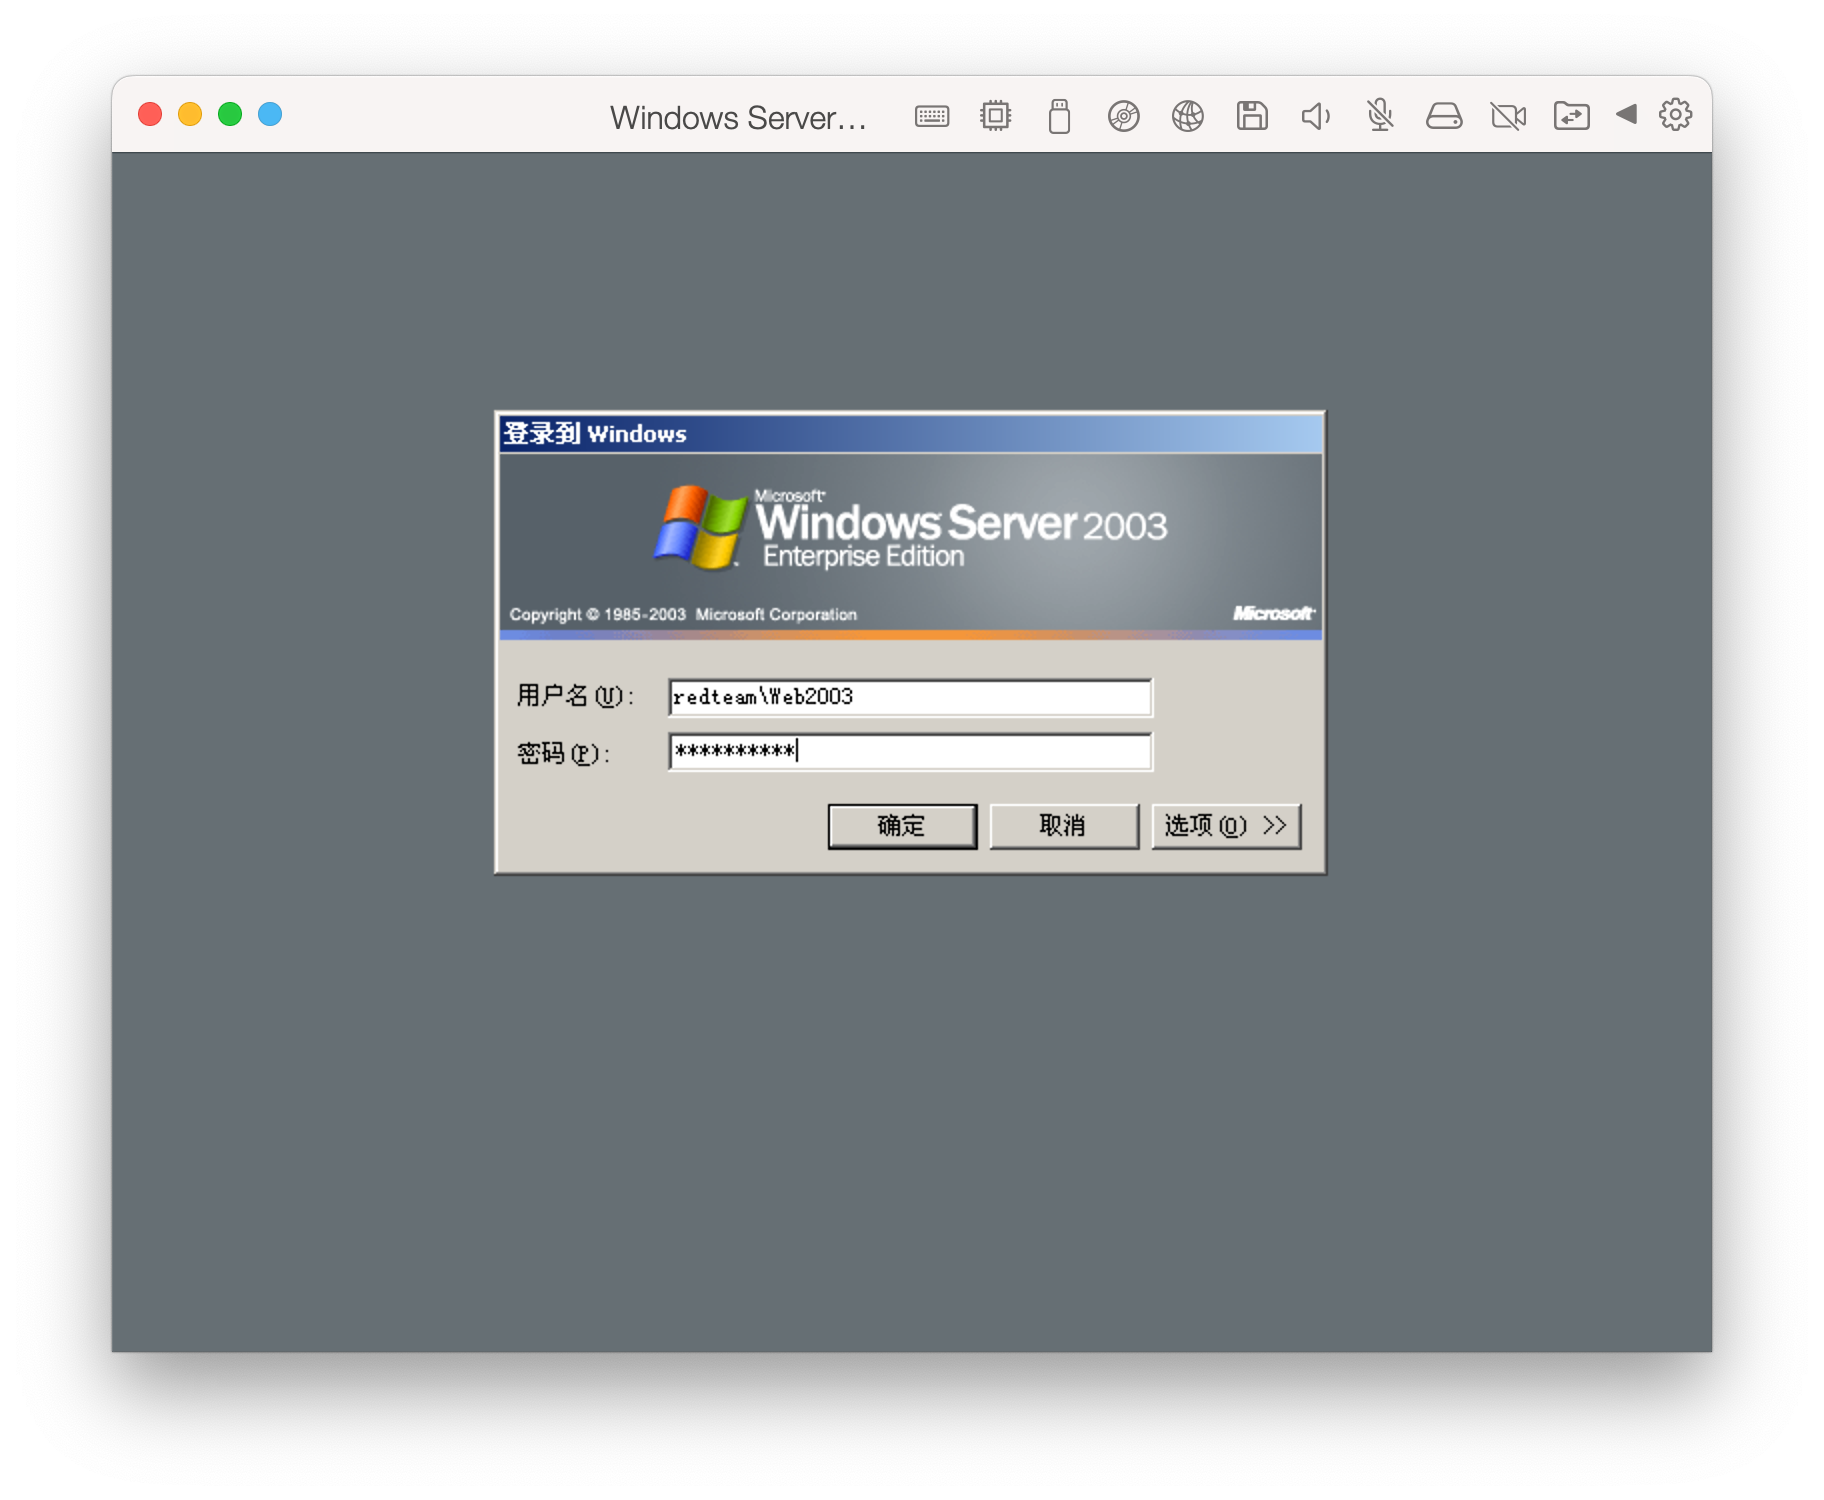 Windows Server...
登录到 Windows
Microsoft
Windows Server 2003
Enterprise Edition
Copyright © 1985-2003 Microsoft Corporation
Microsoft
用户名(U): redteam\Web2003
密码(P): **********
确定 取消 选项(O) >>